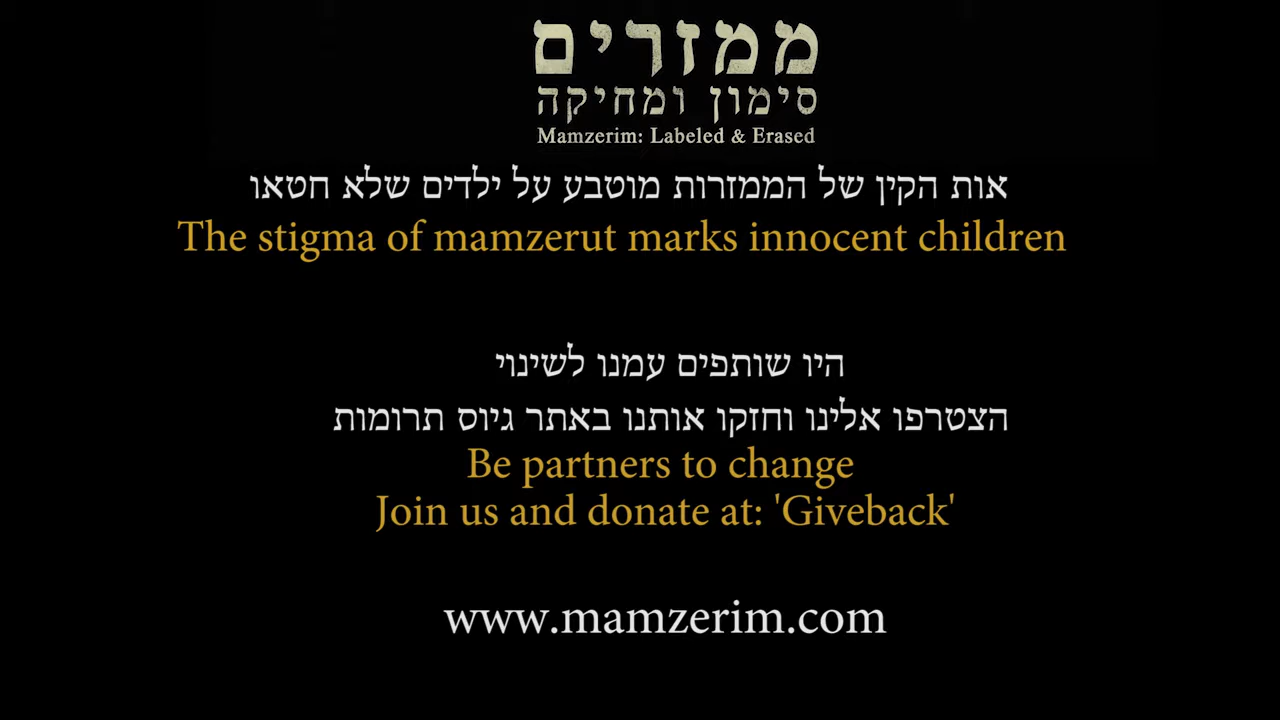 ממזרים
סימון ומחיקה
Mamzerim: Labeled & Erased
אות הקין של הממזרות מוטבע על ילדים שלא חטאו
The stigma of mamzerut marks innocent children
היו שותפים עמנו לשינוי
הצטרפו אלינו וחזקו אותנו באתר גיוס תרומות
Be partners to change
Join us and donate at: 'Giveback'
www.mamzerim.com